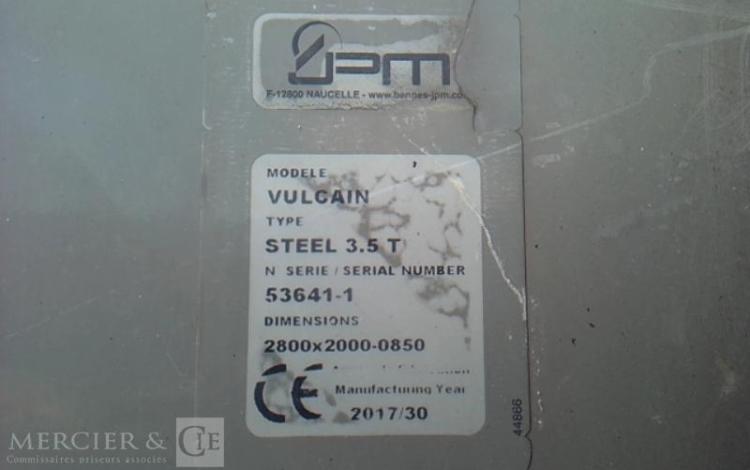 JPM
F-12800 NAUCELLE - www.bennes-jpm.co
MODELE
VULCAIN
TYPE
STEEL 3.5 T
N SERIE / SERIAL NUMBER
53641-1
DIMENSIONS
2800x2000-0850
CE
Manufacturing Year
2017/30
44866
MERCIER & CIE
Commissaires priseurs associés